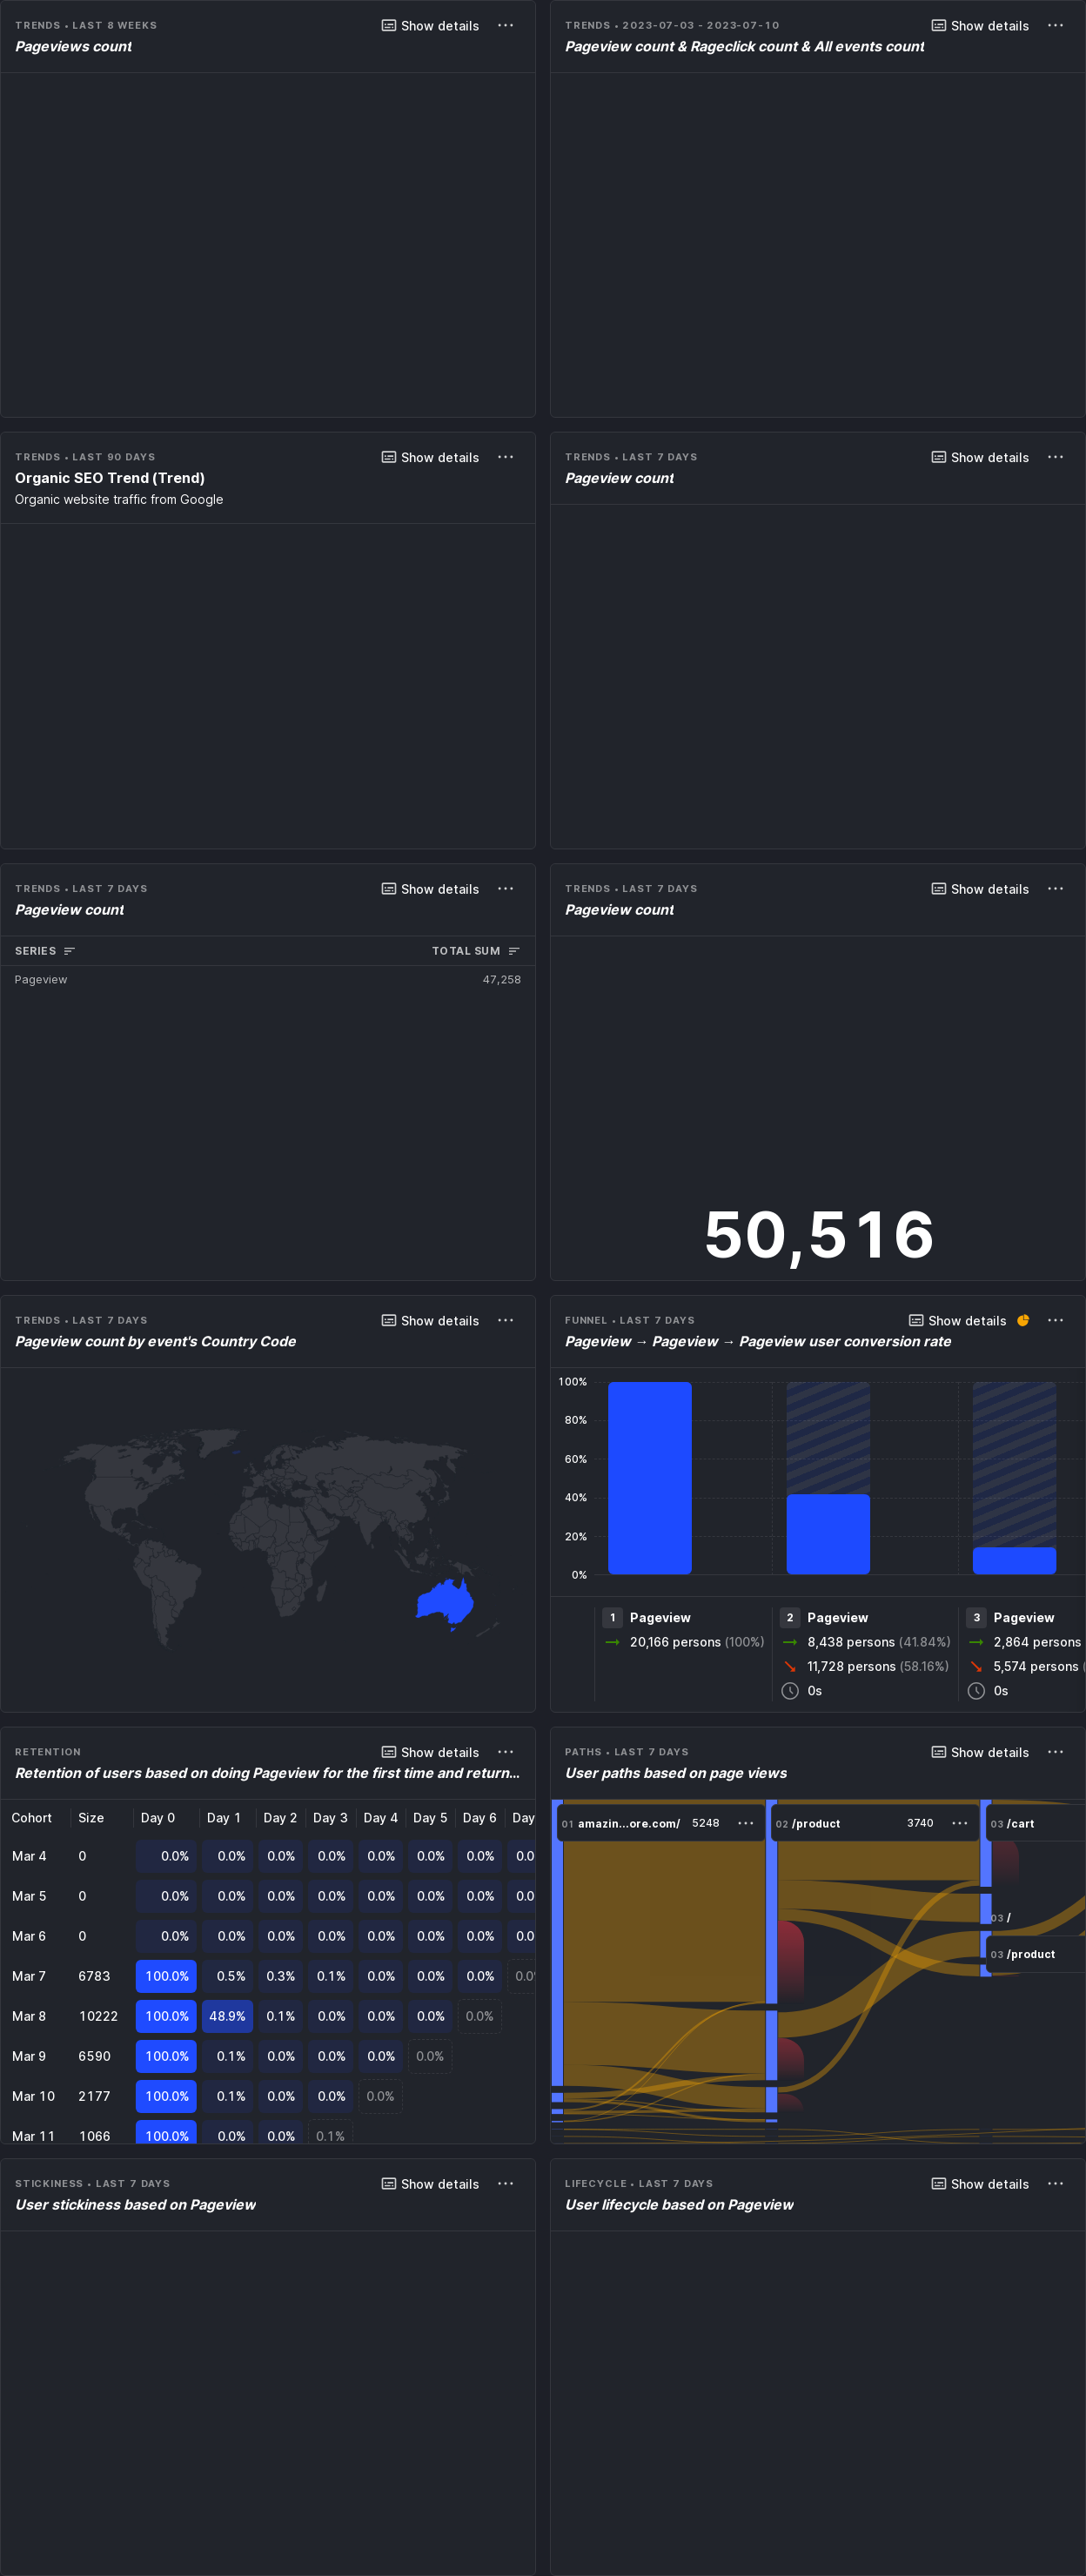 TRENDS • LAST 8 WEEKS
Show details
Pageviews count
TRENDS • 2023-07-03 - 2023-07-10
Show details
Pageview count & Rageclick count & All events count
TRENDS • LAST 90 DAYS
Show details
Organic SEO Trend (Trend)
Organic website traffic from Google
TRENDS • LAST 7 DAYS
Show details
Pageview count
TRENDS • LAST 7 DAYS
Show details
Pageview count
SERIES TOTAL SUM
Pageview 47,258
TRENDS • LAST 7 DAYS
Show details
Pageview count
50,516
TRENDS • LAST 7 DAYS
Show details
Pageview count by event's Country Code
FUNNEL • LAST 7 DAYS
Show details
Pageview → Pageview → Pageview user conversion rate
100%
80%
60%
40%
20%
0%
1 Pageview
→ 20,166 persons (100%)
2 Pageview
→ 8,438 persons (41.84%)
11,728 persons (58.16%)
0s
3 Pageview
→ 2,864 persons
5,574 persons (
0s
RETENTION
Show details
Retention of users based on doing Pageview for the first time and return...
Cohort Size Day 0 Day 1 Day 2 Day 3 Day 4 Day 5 Day 6 Day
Mar 4 0 0.0% 0.0% 0.0% 0.0% 0.0% 0.0% 0.0% 0.0
Mar 5 0 0.0% 0.0% 0.0% 0.0% 0.0% 0.0% 0.0% 0.0
Mar 6 0 0.0% 0.0% 0.0% 0.0% 0.0% 0.0% 0.0% 0.0
Mar 7 6783 100.0% 0.5% 0.3% 0.1% 0.0% 0.0% 0.0% 0.0
Mar 8 10222 100.0% 48.9% 0.1% 0.0% 0.0% 0.0% 0.0%
Mar 9 6590 100.0% 0.1% 0.0% 0.0% 0.0% 0.0%
Mar 10 2177 100.0% 0.1% 0.0% 0.0% 0.0%
Mar 11 1066 100.0% 0.0% 0.0% 0.1%
PATHS • LAST 7 DAYS
Show details
User paths based on page views
01 amazin...ore.com/ 5248
02 /product 3740
03 /cart
03 /
03 /product
STICKINESS • LAST 7 DAYS
Show details
User stickiness based on Pageview
LIFECYCLE • LAST 7 DAYS
Show details
User lifecycle based on Pageview